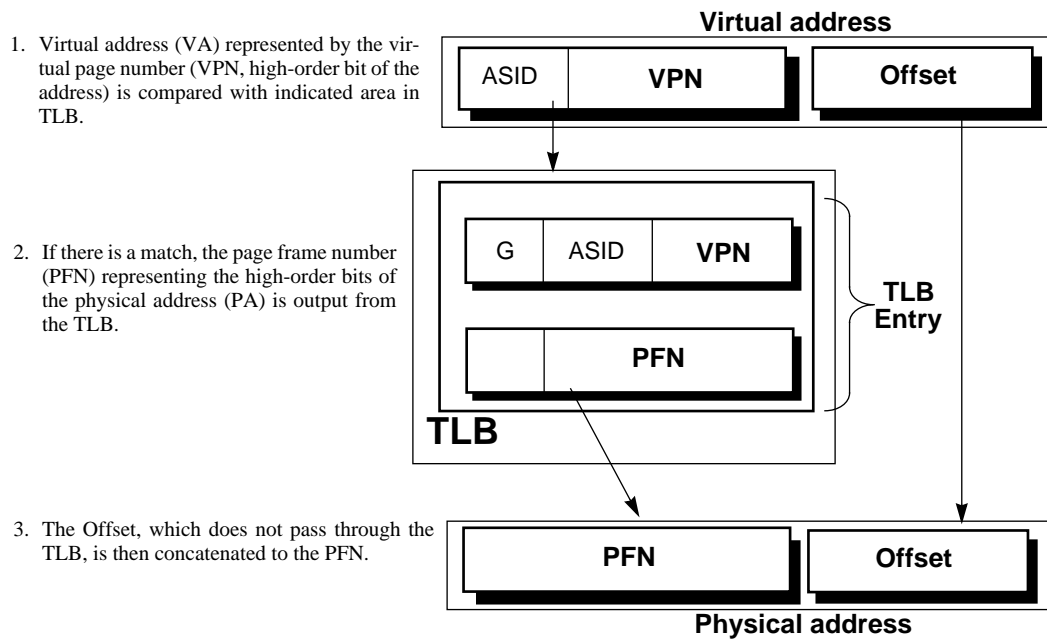 Virtual address
1. Virtual address (VA) represented by the vir-
tual page number (VPN, high-order bit of the
address) is compared with indicated area in
TLB.
ASID VPN Offset
2. If there is a match, the page frame number
(PFN) representing the high-order bits of
the physical address (PA) is output from
the TLB.
G ASID VPN
TLB
Entry
PFN
TLB
3. The Offset, which does not pass through the
TLB, is then concatenated to the PFN.
PFN Offset
Physical address